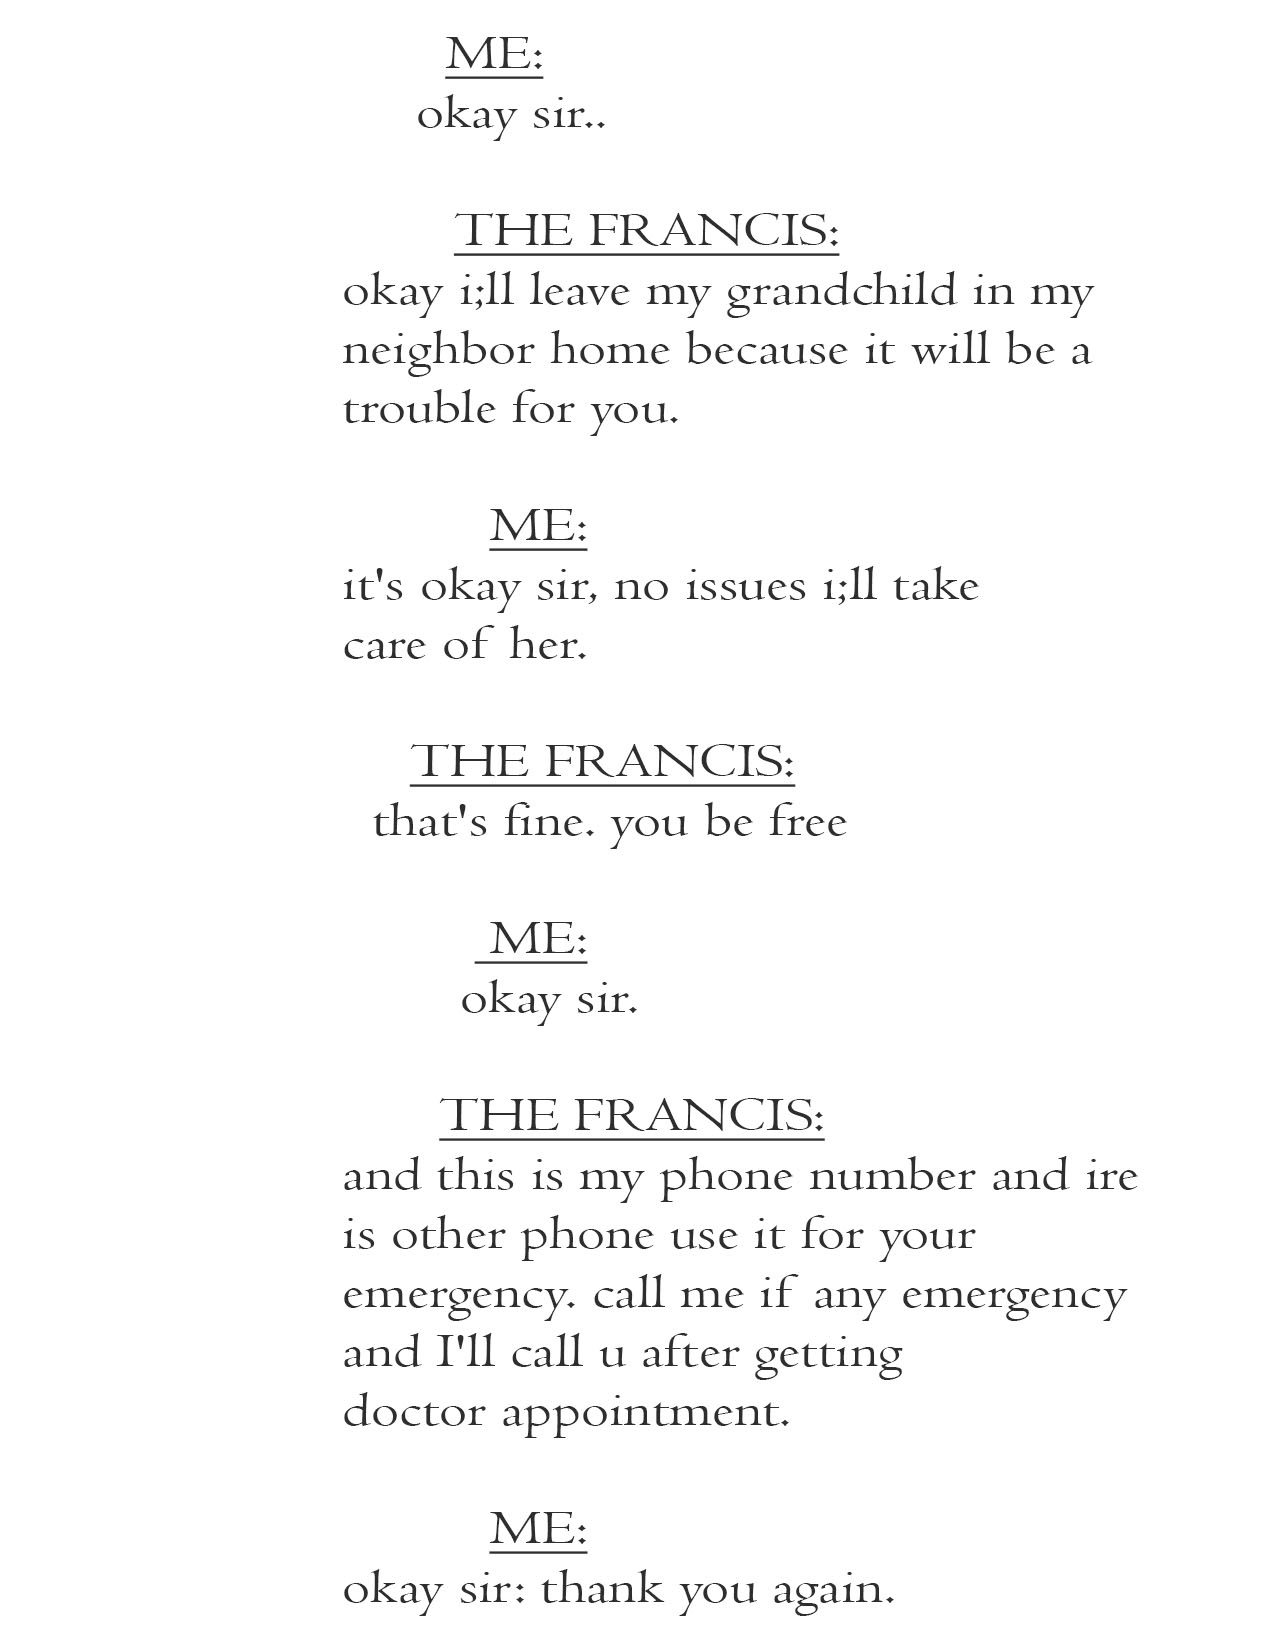 ME:
okay sir..
THE FRANCIS:
okay i;ll leave my grandchild in my
neighbor home because it will be a
trouble for you.
ME:
it's okay sir, no issues i;ll take
care of her.
THE FRANCIS:
that's fine. you be free
ME:
okay sir.
THE FRANCIS:
and this is my phone number and ire
is other phone use it for your
emergency. call me if any emergency
and I'll call u after getting
doctor appointment.
ME:
okay sir: thank you again.